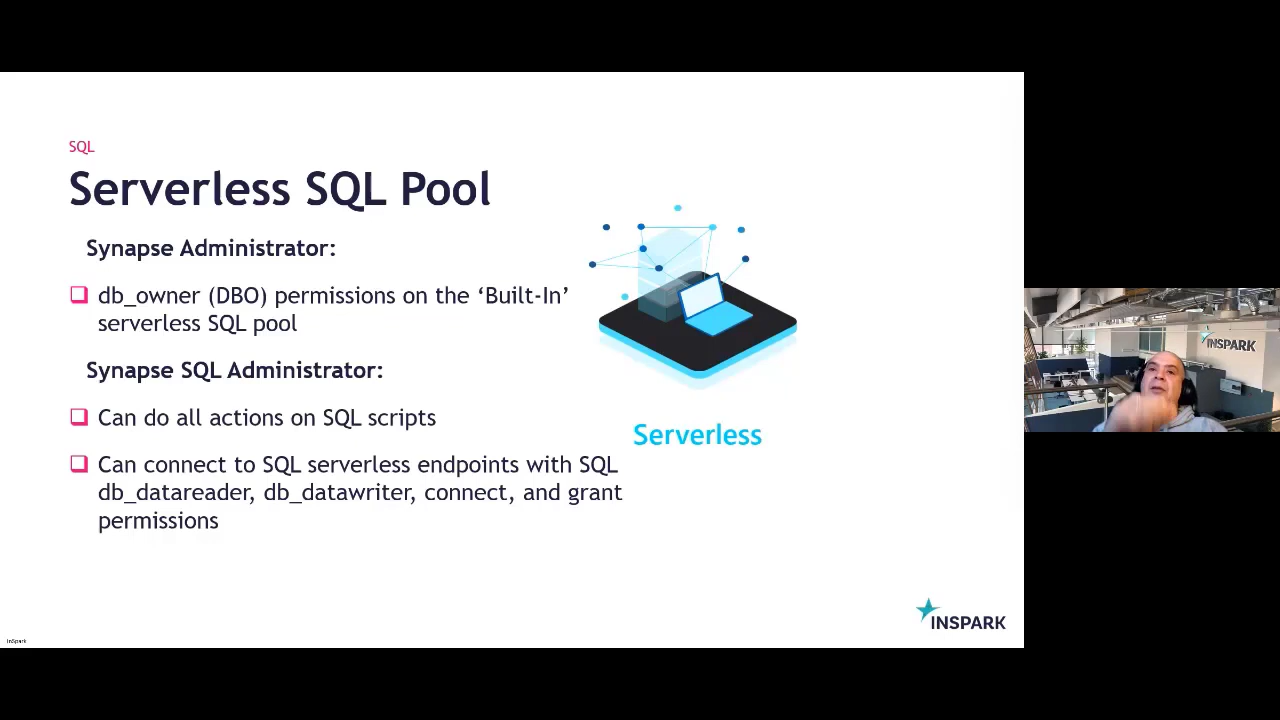 SQL
Serverless SQL Pool
Synapse Administrator:
db_owner (DBO) permissions on the ‘Built-In’
serverless SQL pool
Synapse SQL Administrator:
Can do all actions on SQL scripts
Can connect to SQL serverless endpoints with SQL
db_datareader, db_datawriter, connect, and grant
permissions
Serverless
INSPARK
InSpark
INSPARK